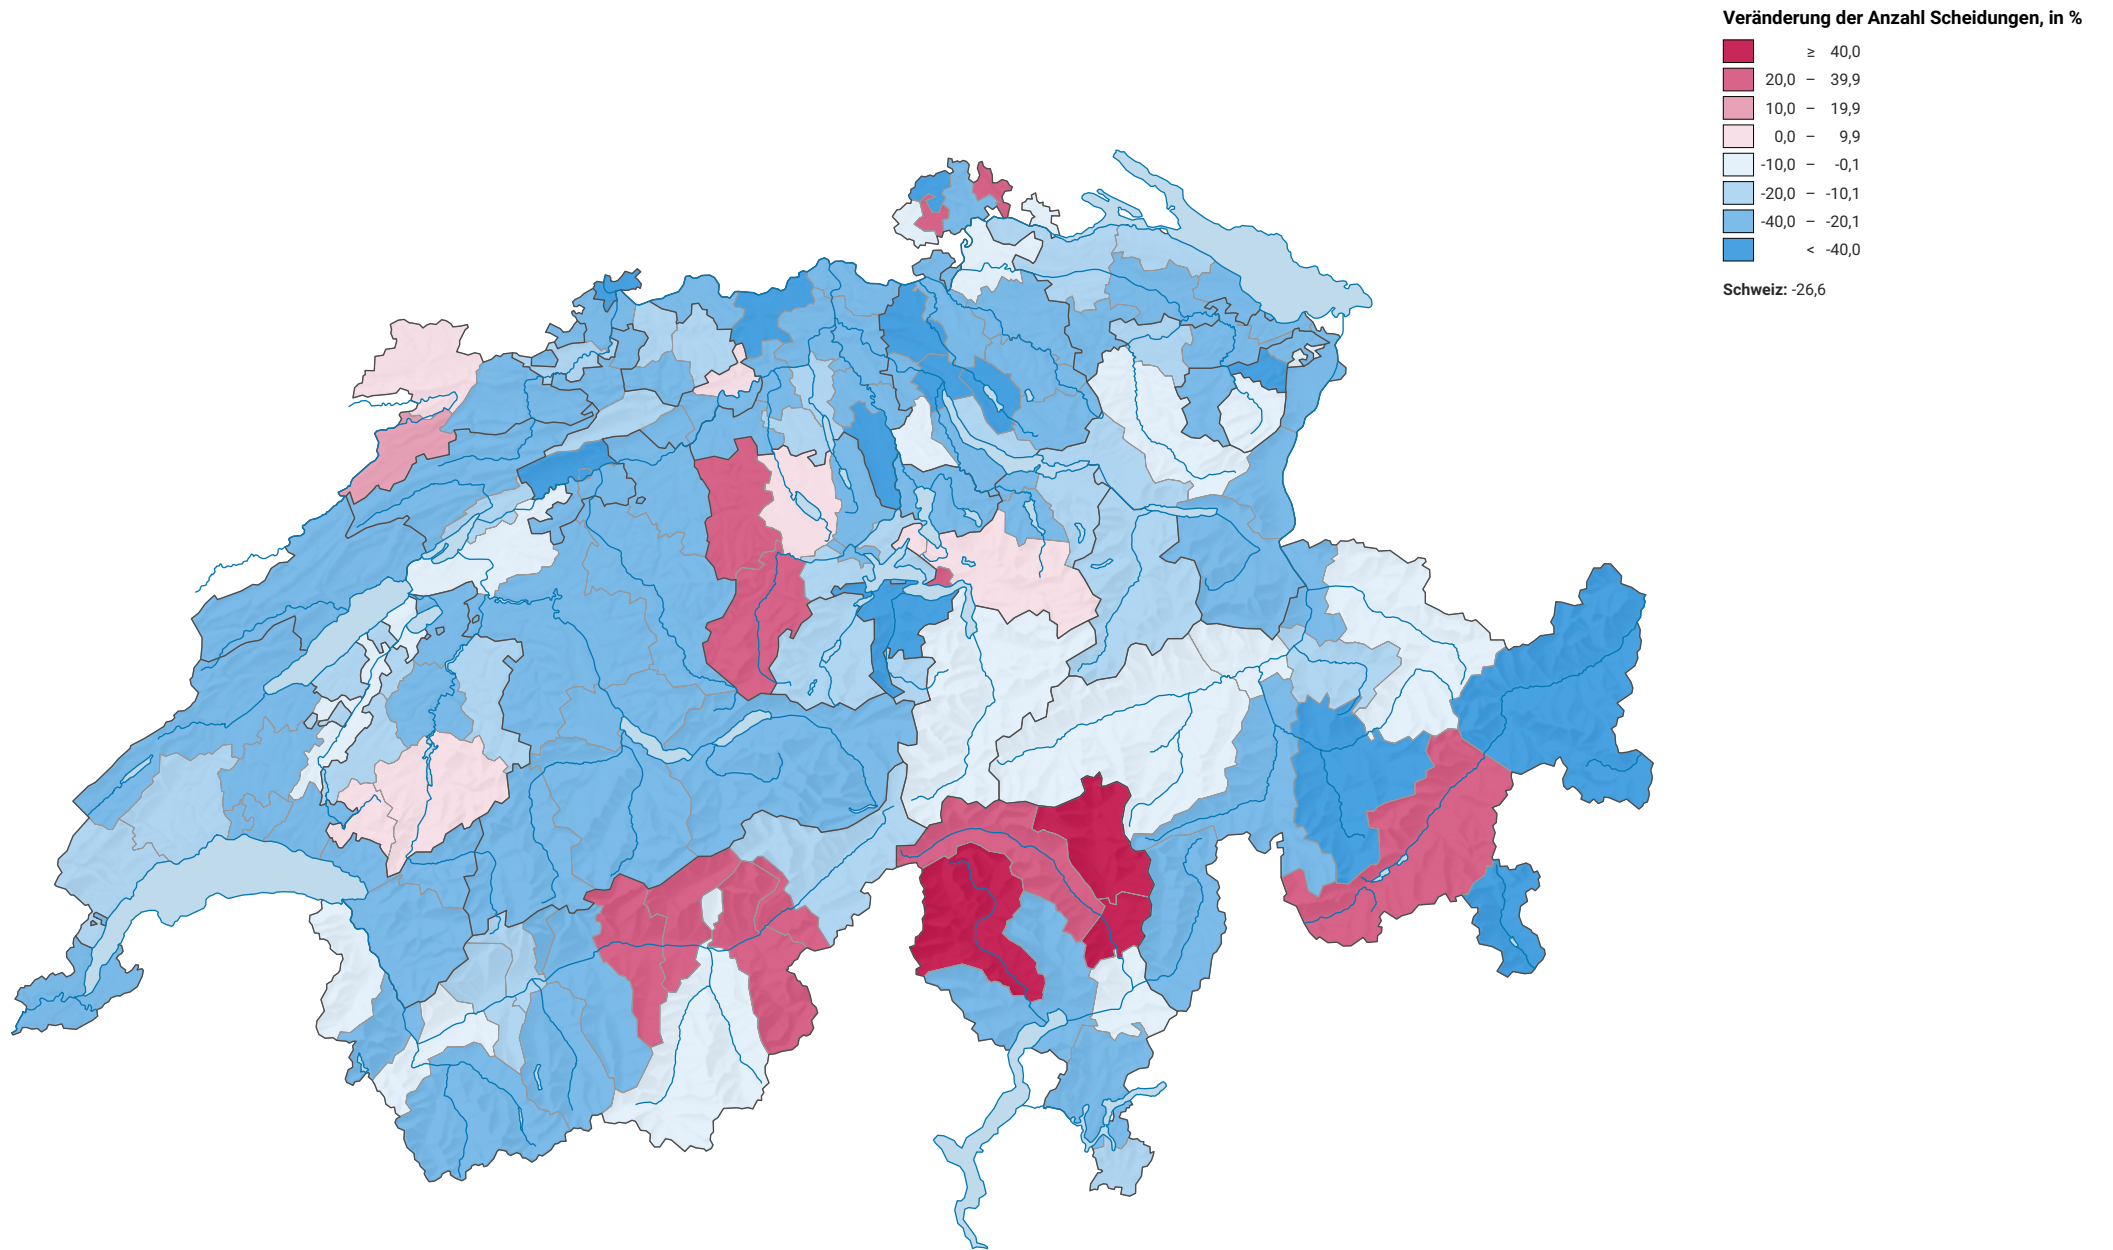 Veränderung der Anzahl Scheidungen, in %
≥ 40,0
20,0 – 39,9
10,0 – 19,9
0,0 – 9,9
-10,0 – -0,1
-20,0 – -10,1
-40,0 – -20,1
< -40,0
Schweiz: -26,6